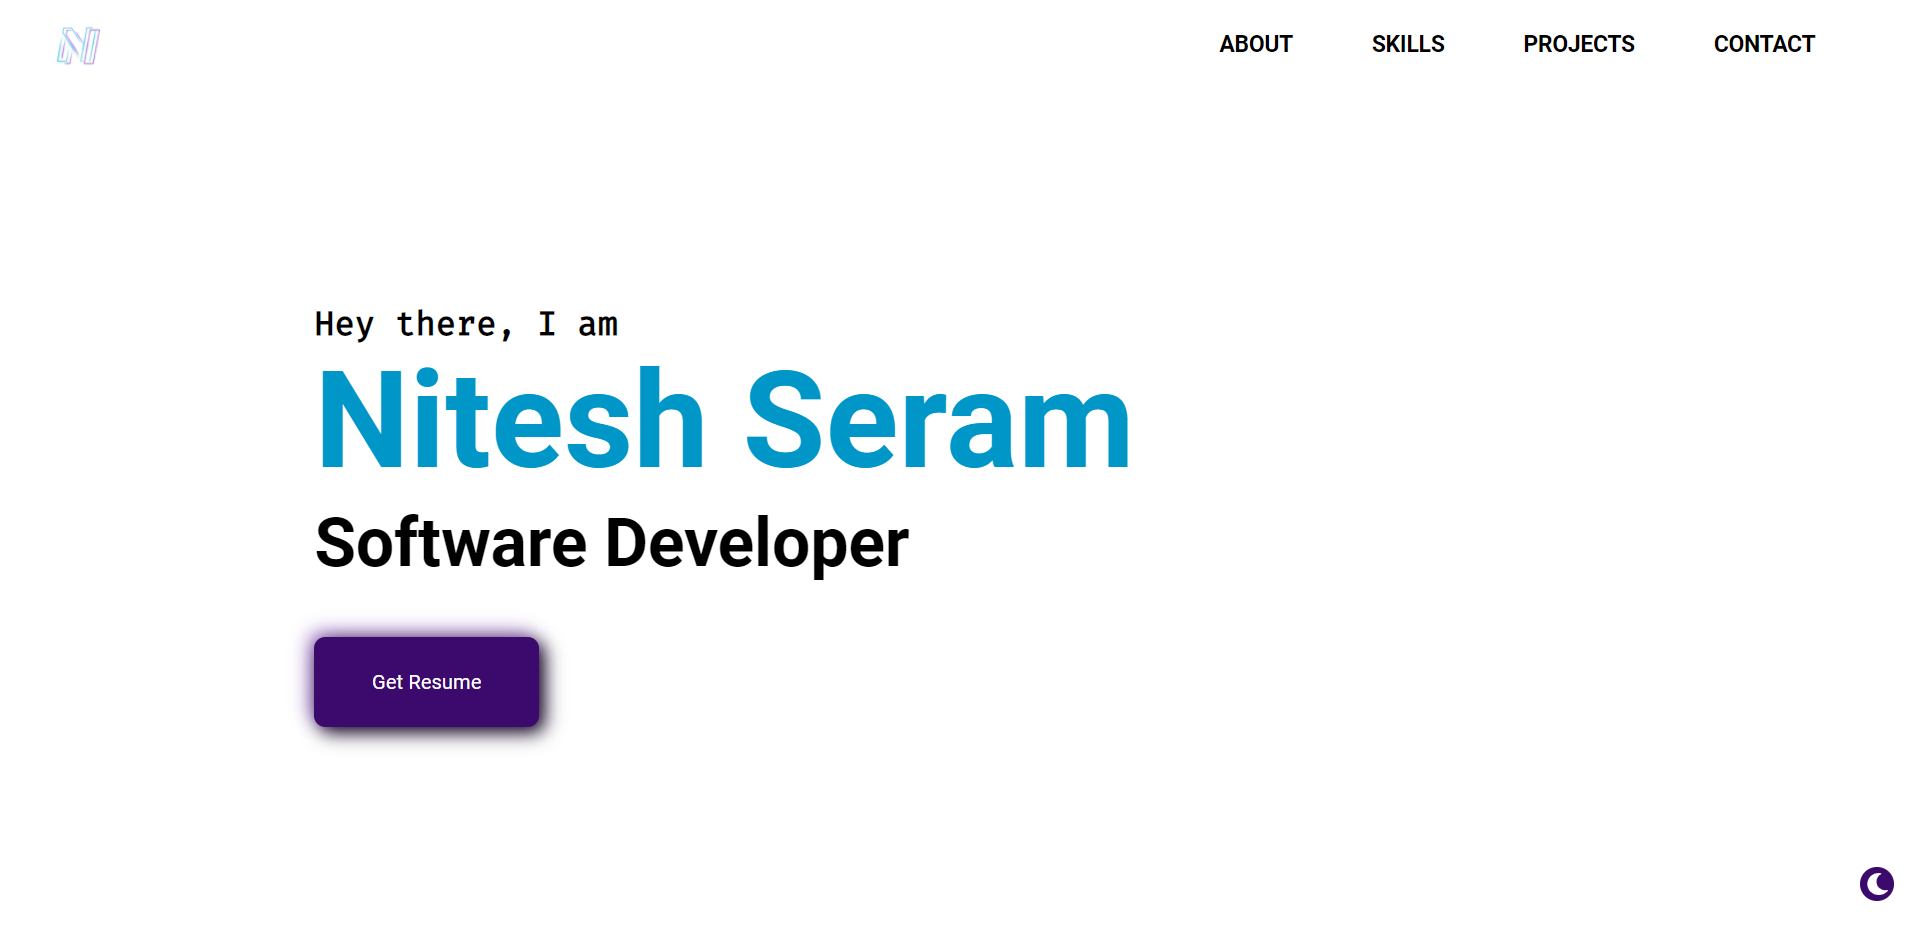 N
ABOUT SKILLS PROJECTS CONTACT
Hey there, I am
Nitesh Seram
Software Developer
Get Resume